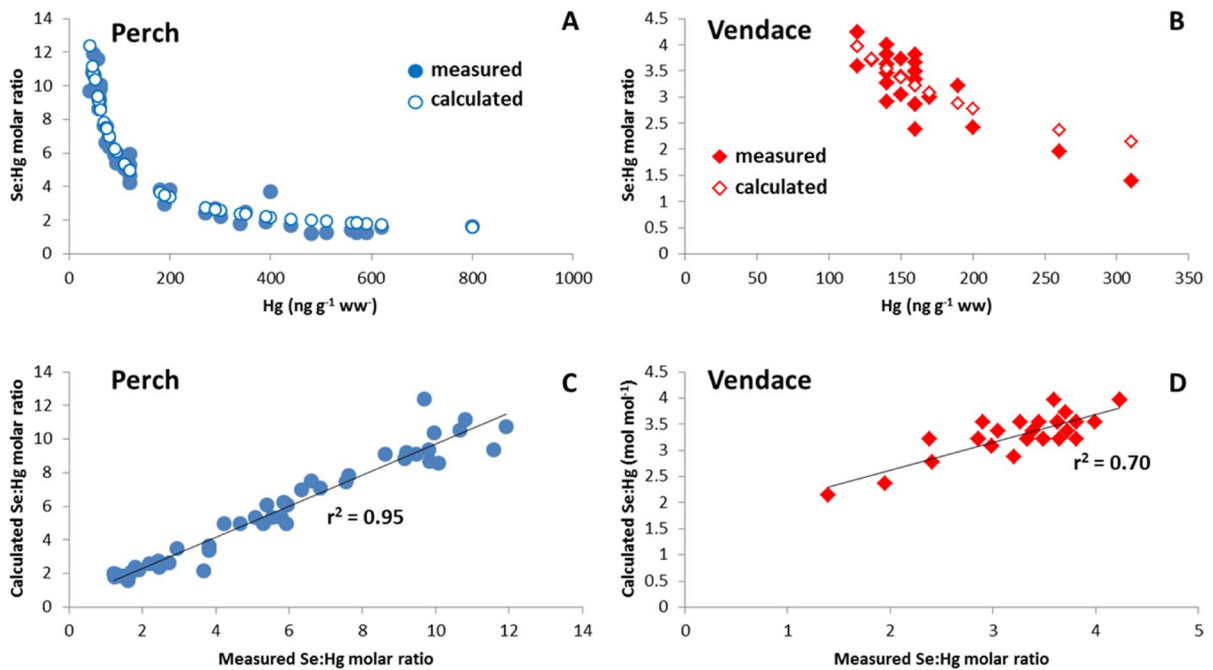 Perch
A
measured
calculated
Se:Hg molar ratio
14
12
10
8
6
4
2
0
0 200 400 600 800 1000
Hg (ng g⁻¹ ww⁻)
Vendace
B
measured
calculated
Se:Hg molar ratio
4.5
4
3.5
3
2.5
2
1.5
1
0.5
0
0 50 100 150 200 250 300 350
Hg (ng g⁻¹ ww)
Perch
C
r² = 0.95
Calculated Se:Hg molar ratio
14
12
10
8
6
4
2
0
0 2 4 6 8 10 12 14
Measured Se:Hg molar ratio
Vendace
D
r² = 0.70
Calculated Se:Hg (mol mol⁻¹)
4.5
4
3.5
3
2.5
2
1.5
1
0.5
0
0 1 2 3 4 5
Measured Se:Hg molar ratio